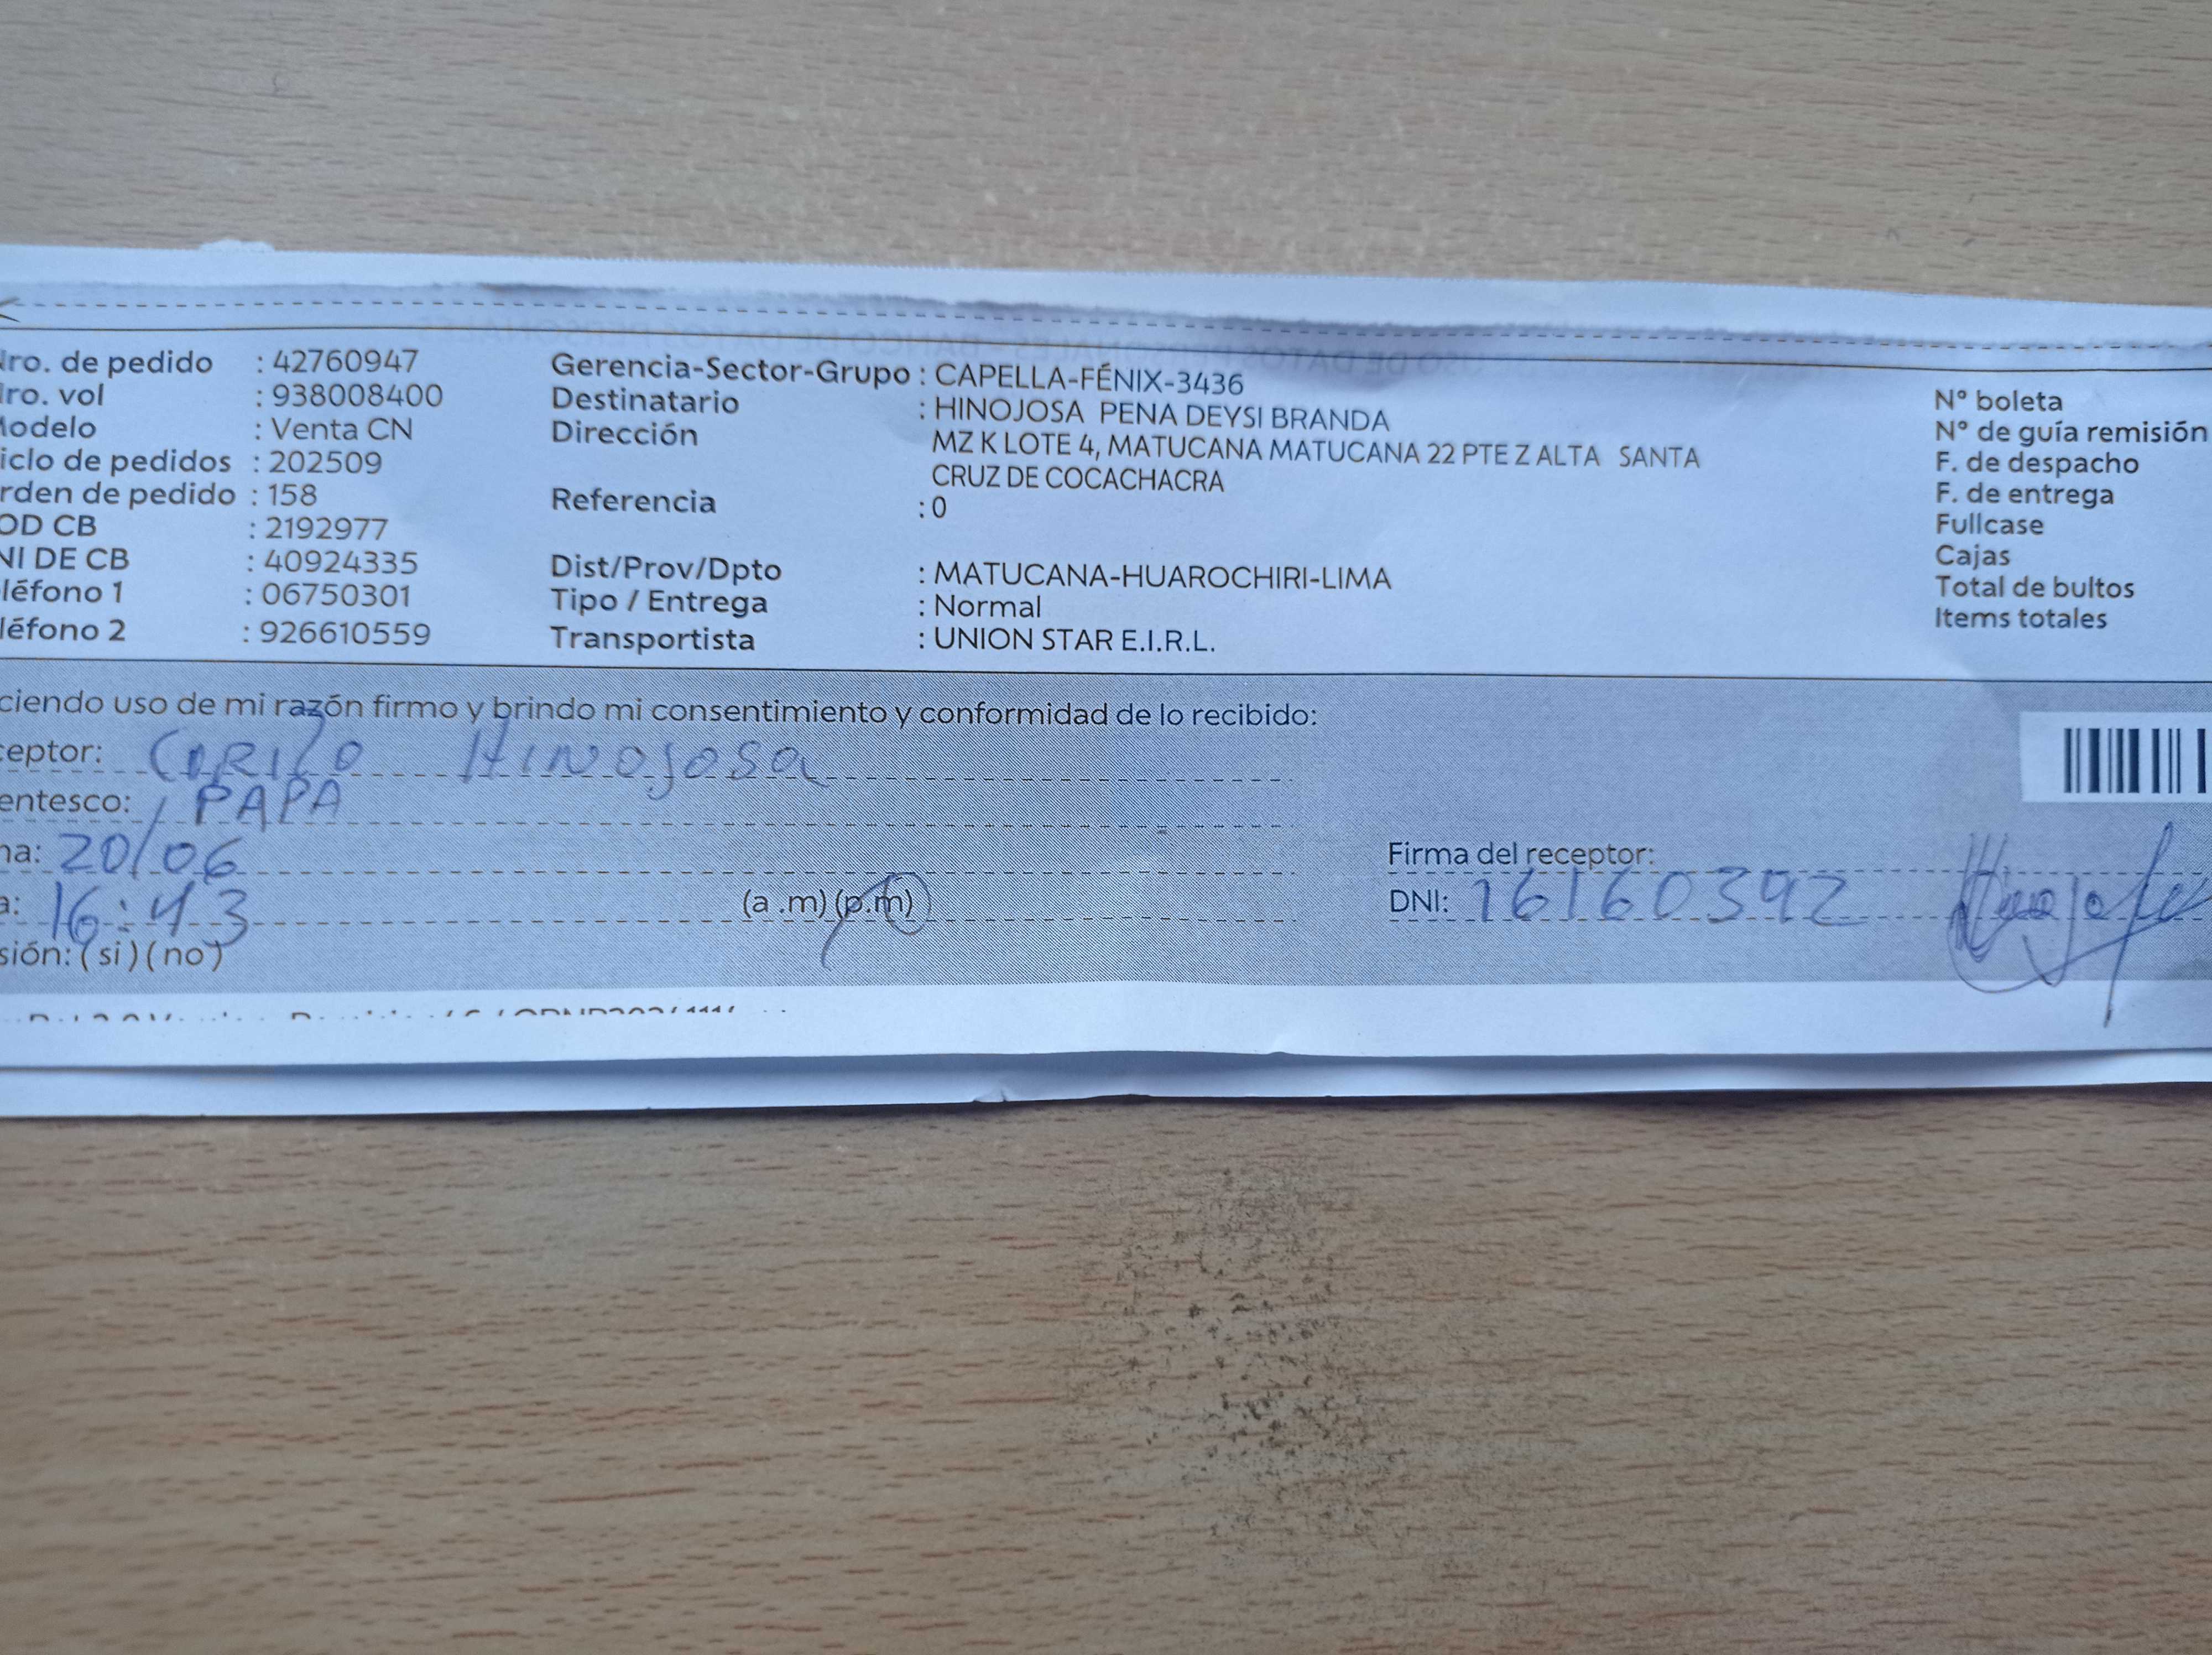 Nro. de pedido : 42760947
Nro. vol : 938008400
Modelo : Venta CN
iclo de pedidos : 202509
rden de pedido : 158
OD CB : 2192977
NI DE CB : 40924335
léfono 1 : 06750301
léfono 2 : 926610559
Gerencia-Sector-Grupo : CAPELLA-FÉNIX-3436
Destinatario : HINOJOSA PENA DEYSI BRANDA
Dirección MZ K LOTE 4, MATUCANA MATUCANA 22 PTE Z ALTA SANTA
CRUZ DE COCACHACRA
Referencia : 0
Dist/Prov/Dpto : MATUCANA-HUAROCHIRI-LIMA
Tipo / Entrega : Normal
Transportista : UNION STAR E.I.R.L.
N° boleta
N° de guía remisión
F. de despacho
F. de entrega
Fullcase
Cajas
Total de bultos
Items totales
ciendo uso de mi razón firmo y brindo mi consentimiento y conformidad de lo recibido:
ceptor: HINOJOSA
entesco: PAPA
na: 20/06
a: 16:43 (a .m) (p.m)
sión: ( si ) ( no )
Firma del receptor:
DNI: 16160392